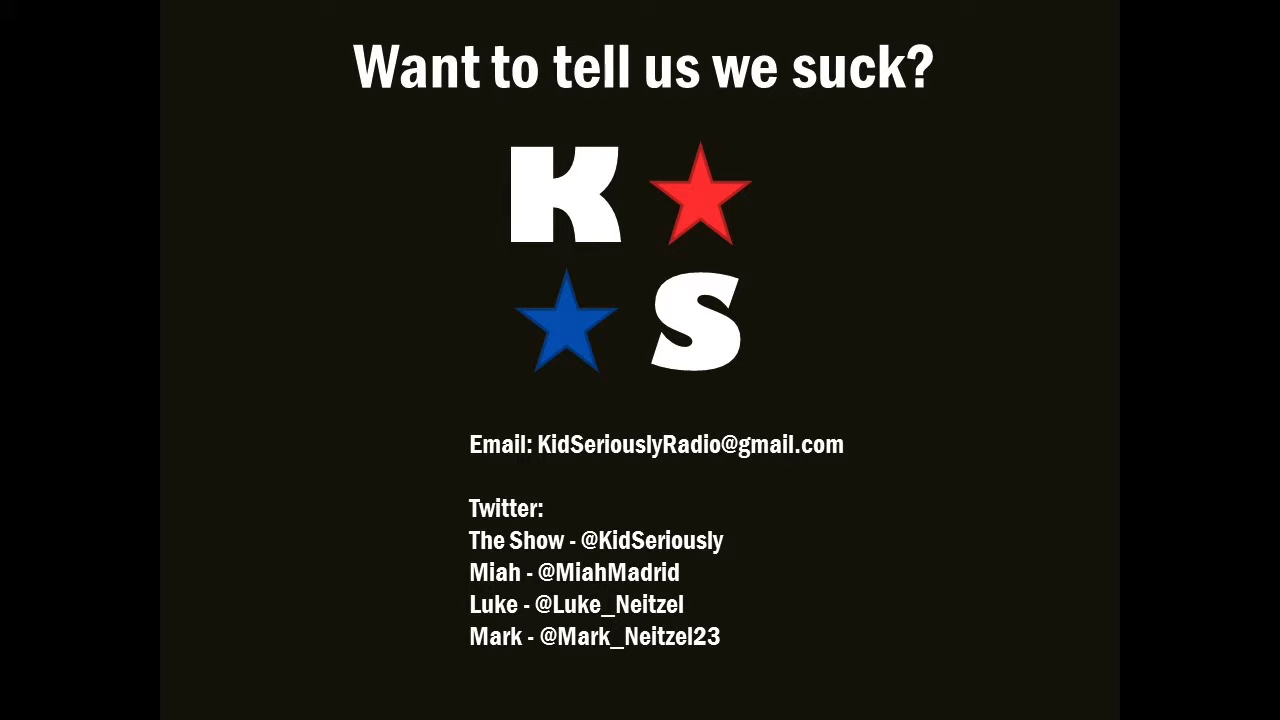 Want to tell us we suck?
K
S
Email: KidSeriouslyRadio@gmail.com
Twitter:
The Show - @KidSeriously
Miah - @MiahMadrid
Luke - @Luke_Neitzel
Mark - @Mark_Neitzel23